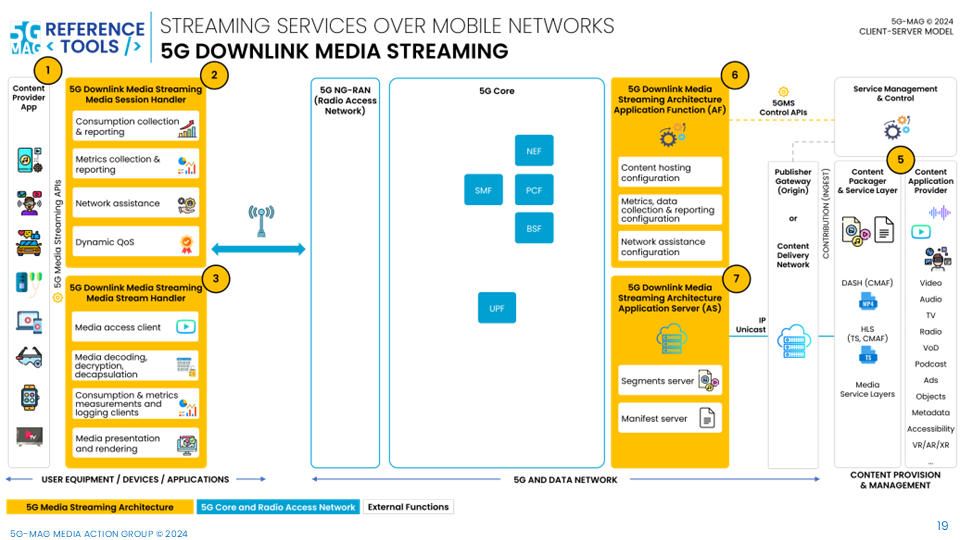 5G MAG
REFERENCE
< TOOLS />
STREAMING SERVICES OVER MOBILE NETWORKS
5G DOWNLINK MEDIA STREAMING
5G-MAG © 2024
CLIENT-SERVER MODEL
1
Content
Provider
App
5G Media Streaming APIs
2
5G Downlink Media Streaming
Media Session Handler
Consumption collection
& reporting
Metrics collection &
reporting
Network assistance
Dynamic QoS
3
5G Downlink Media Streaming
Media Stream Handler
Media access client
Media decoding,
decryption,
decapsulation
Consumption & metrics
measurements and
logging clients
Media presentation
and rendering
5G NG-RAN
(Radio Access
Network)
5G Core
NEF
SMF
PCF
BSF
UPF
6
5G Downlink Media
Streaming Architecture
Application Function (AF)
Content hosting
configuration
Metrics, data
collection & reporting
configuration
Network assistance
configuration
7
5G Downlink Media
Streaming Architecture
Application Server (AS)
Segments server
Manifest server
5GMS
Control APIs
IP
Unicast
Publisher
Gateway
(Origin)
or
Content
Delivery
Network
CONTRIBUTION (INGEST)
Service Management
& Control
5
Content
Packager
& Service Layer
DASH (CMAF)
MP4
HLS
(TS, CMAF)
TS
Media
Service Layers
Content
Application
Provider
Video
Audio
TV
Radio
VoD
Podcast
Ads
Objects
Metadata
Accessibility
VR/AR/XR
...
USER EQUIPMENT / DEVICES / APPLICATIONS
5G AND DATA NETWORK
CONTENT PROVISION
& MANAGEMENT
5G Media Streaming Architecture
5G Core and Radio Access Network
External Functions
5G-MAG MEDIA ACTION GROUP © 2024
19